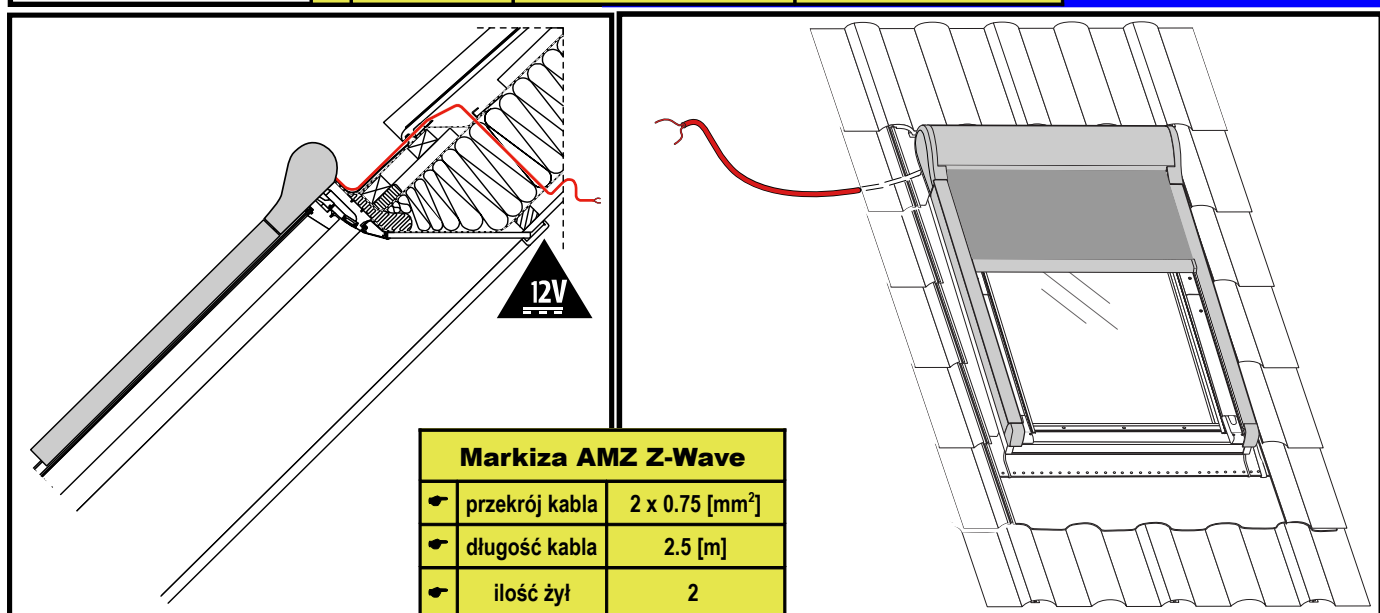 12V
Markiza AMZ Z-Wave
przekrój kabla 2 x 0.75 [mm²]
długość kabla 2.5 [m]
ilość żył 2